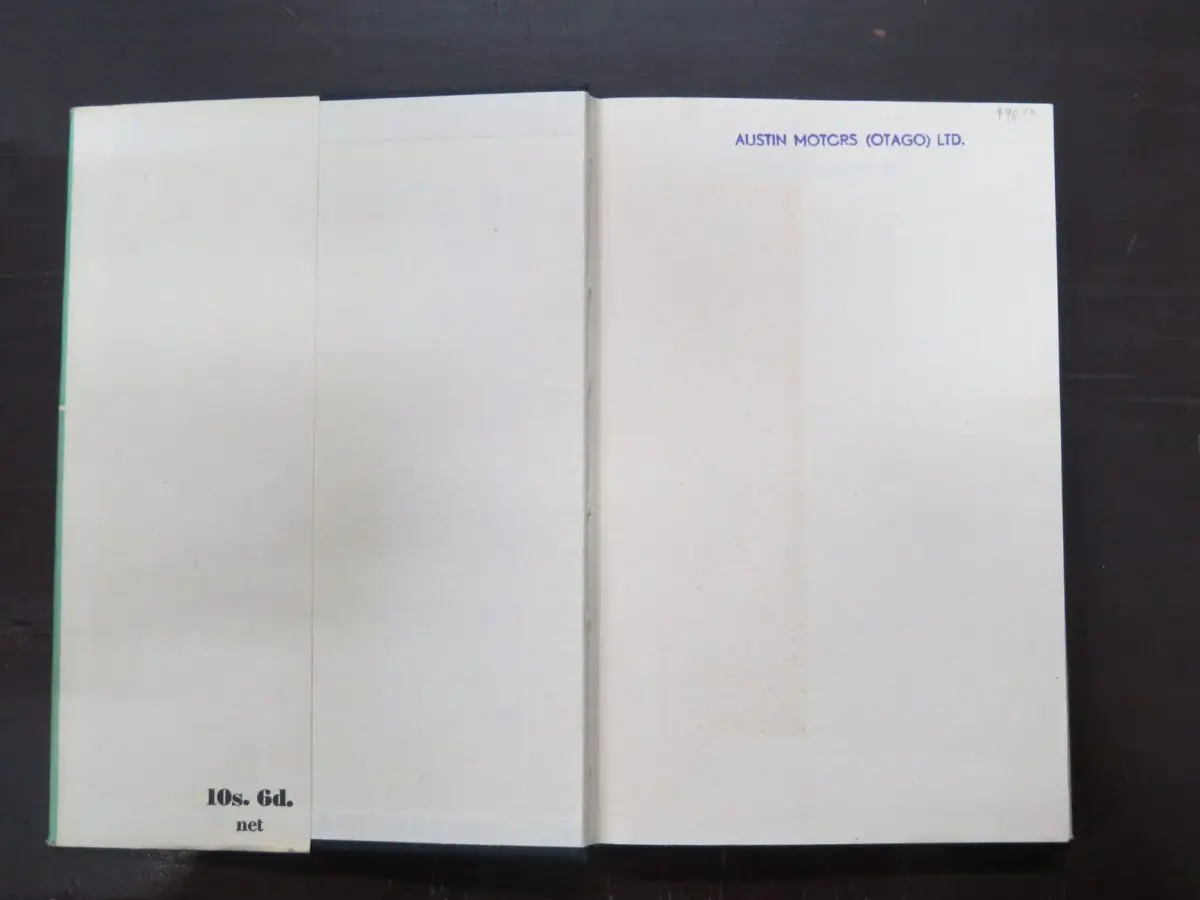 AUSTIN MOTORS (OTAGO) LTD.
10s. 6d.
net